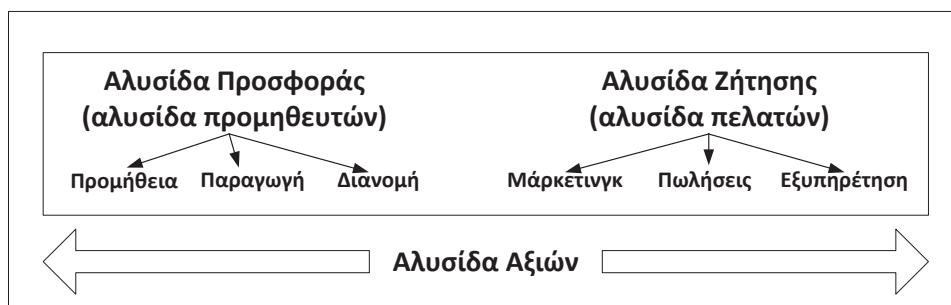 Αλυσίδα Προσφοράς
(αλυσίδα προμηθευτών)
Προμήθεια Παραγωγή Διανομή
Αλυσίδα Ζήτησης
(αλυσίδα πελατών)
Μάρκετινγκ Πωλήσεις Εξυπηρέτηση
Αλυσίδα Αξιών